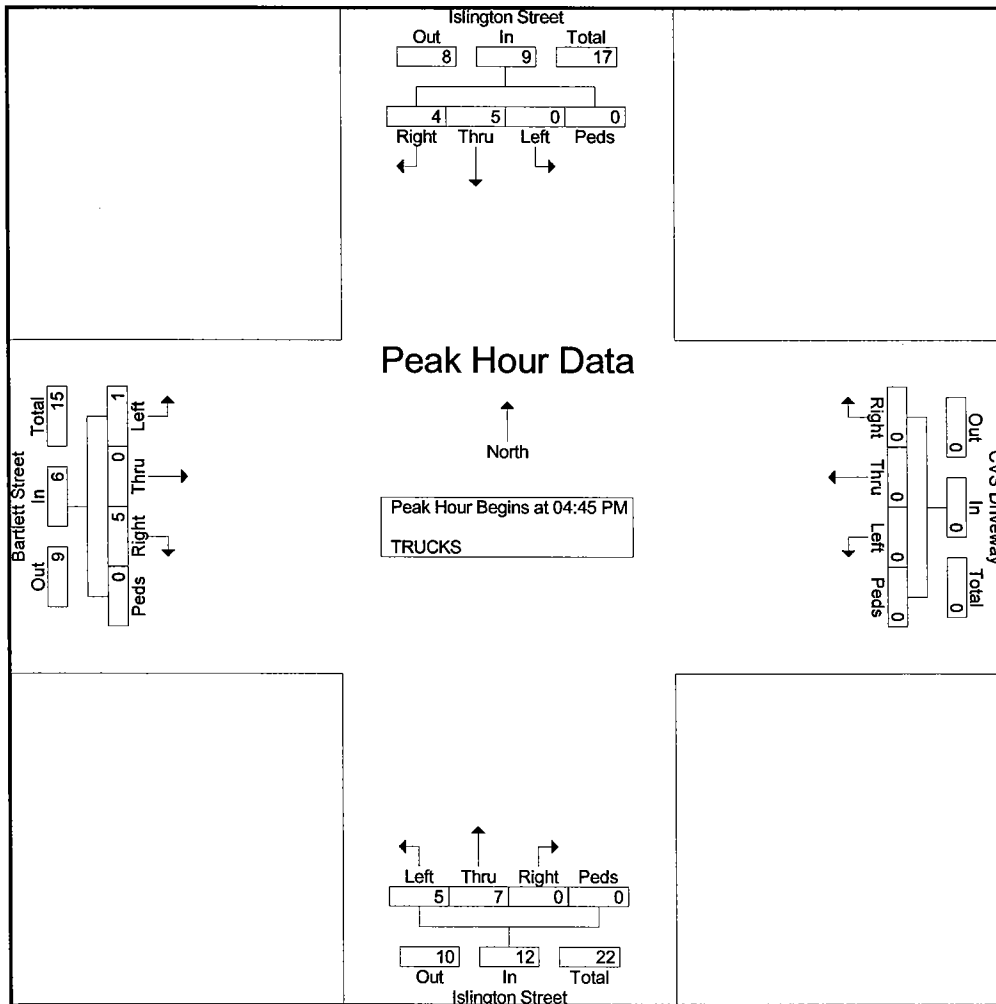 Islington Street
Out In Total
8 9 17
4 5 0 0
Right Thru Left Peds
Peak Hour Data
North
Peak Hour Begins at 04:45 PM
TRUCKS
Bartlett Street
Out In Total
9 6 15
0 5 0 1
Peds Right Thru Left
CVS Driveway
Out In Total
0 0 0
0 0 0 0
Right Thru Left Peds
Left Thru Right Peds
5 7 0 0
10 12 22
Out In Total
Islington Street